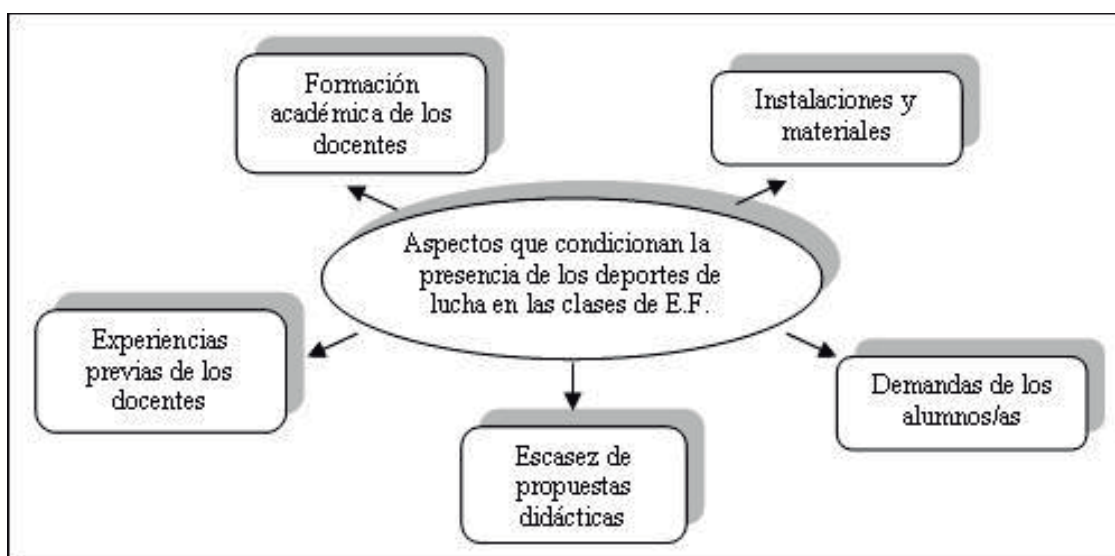 Formación
académica de los
docentes
Instalaciones y
materiales
Aspectos que condicionan la
presencia de los deportes de
lucha en las clases de E.F.
Experiencias
previas de los
docentes
Escasez de
propuestas
didácticas
Demandas de los
alumnos/as